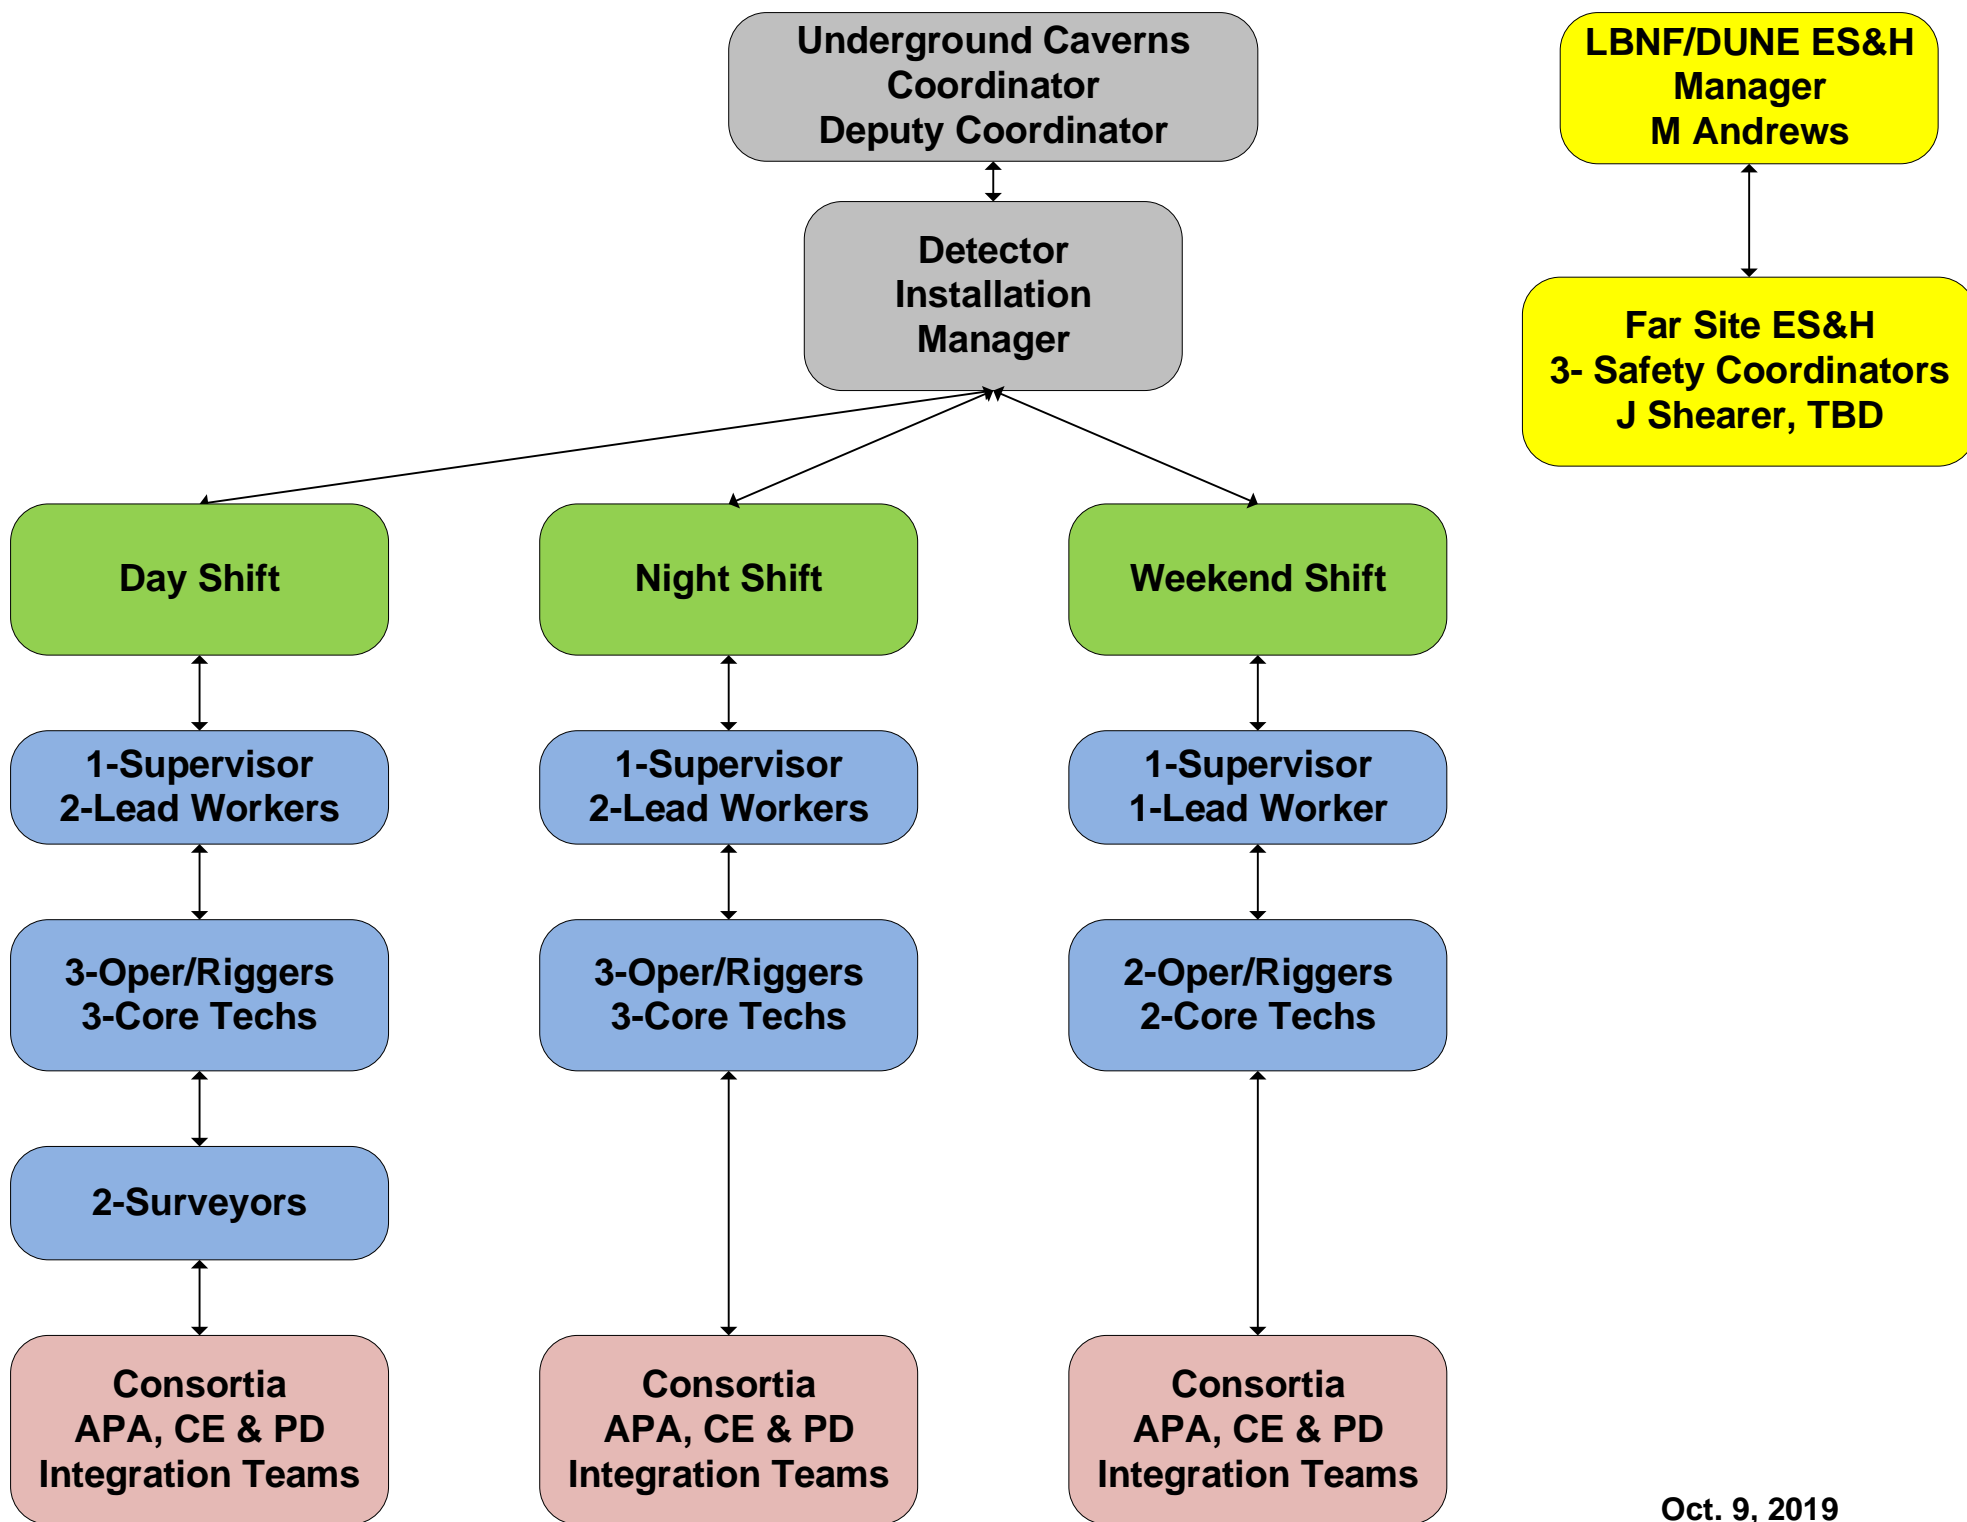 Underground Caverns
Coordinator
Deputy Coordinator
LBNF/DUNE ES&H
Manager
M Andrews
Detector
Installation
Manager
Far Site ES&H
3- Safety Coordinators
J Shearer, TBD
Day Shift
Night Shift
Weekend Shift
1-Supervisor
2-Lead Workers
1-Supervisor
2-Lead Workers
1-Supervisor
1-Lead Worker
3-Oper/Riggers
3-Core Techs
3-Oper/Riggers
3-Core Techs
2-Oper/Riggers
2-Core Techs
2-Surveyors
Consortia
APA, CE & PD
Integration Teams
Consortia
APA, CE & PD
Integration Teams
Consortia
APA, CE & PD
Integration Teams
Oct. 9, 2019